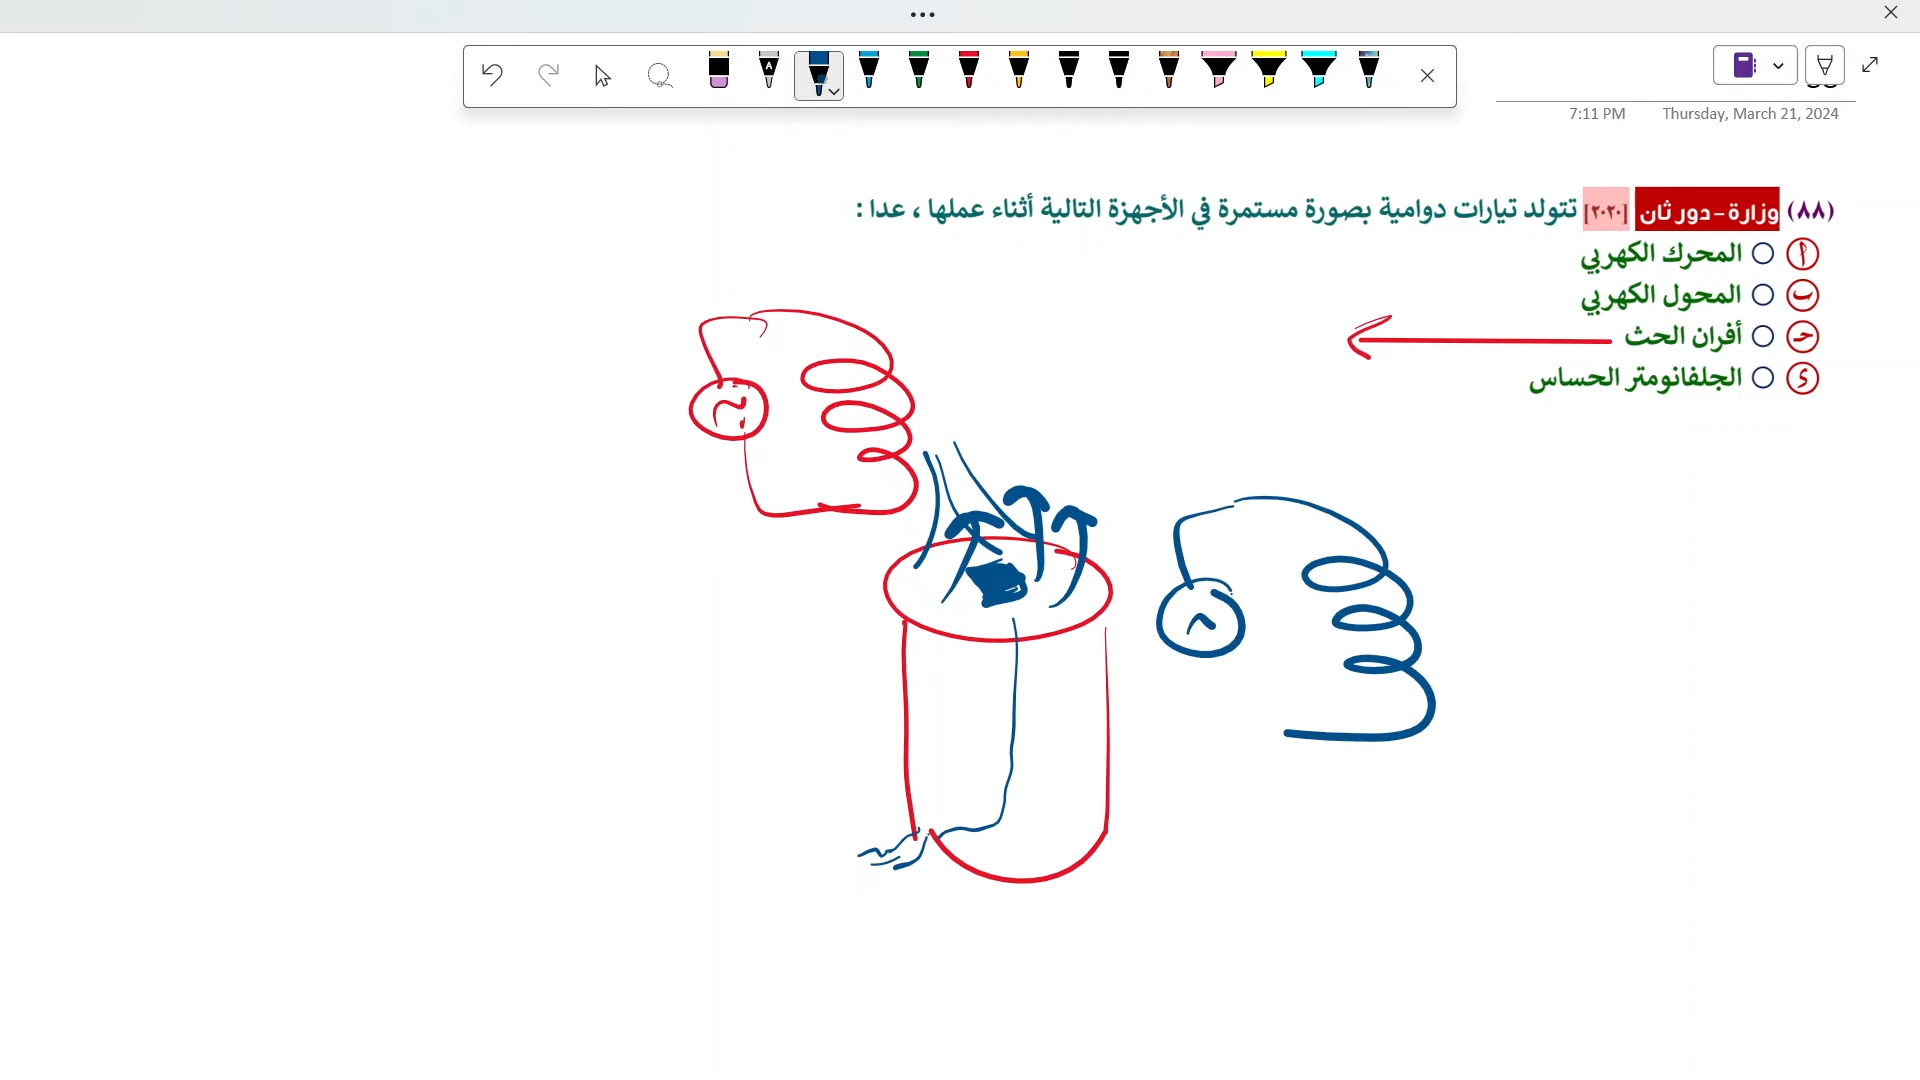 7:11 PM Thursday, March 21, 2024
(٨٨) وزارة - دور ثان [٢٠٢٠] تتولد تيارات دوامية بصورة مستمرة في الأجهزة التالية أثناء عملها ، عدا :
أ المحرك الكهربي
ب المحول الكهربي
جـ أفران الحث
د الجلفانومتر الحساس